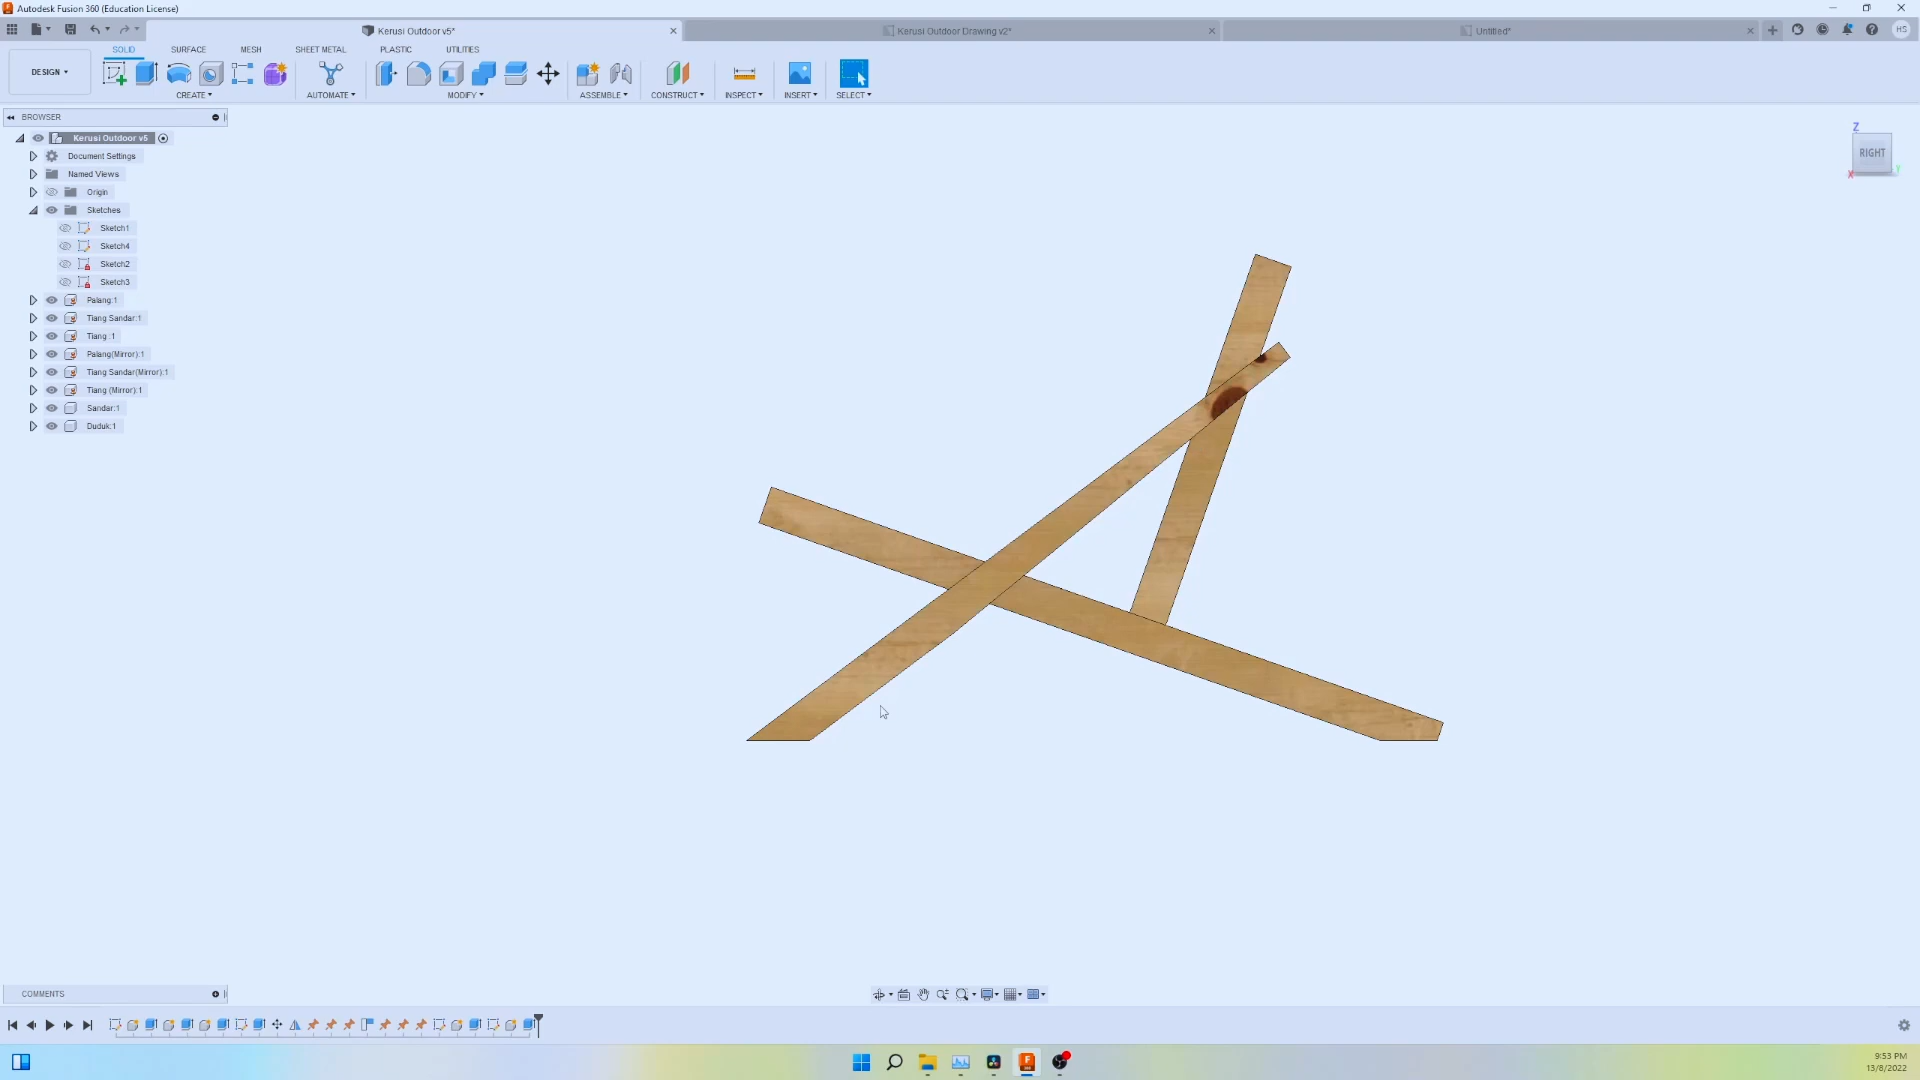 Autodesk Fusion 360 (Education License)
Kerusi Outdoor v5*
Kerusi Outdoor Drawing v2*
Untitled*
HS
SOLID
SURFACE
MESH
SHEET METAL
PLASTIC
UTILITIES
DESIGN
CREATE
AUTOMATE
MODIFY
ASSEMBLE
CONSTRUCT
INSPECT
INSERT
SELECT
BROWSER
Kerusi Outdoor v5
Document Settings
Named Views
Origin
Sketches
Sketch1
Sketch4
Sketch2
Sketch3
Palang:1
Tiang Sandar:1
Tiang :1
Palang(Mirror):1
Tiang Sandar(Mirror):1
Tiang (Mirror):1
Sandar:1
Duduk:1
Z
RIGHT
X
Y
COMMENTS
9:53 PM
13/8/2022